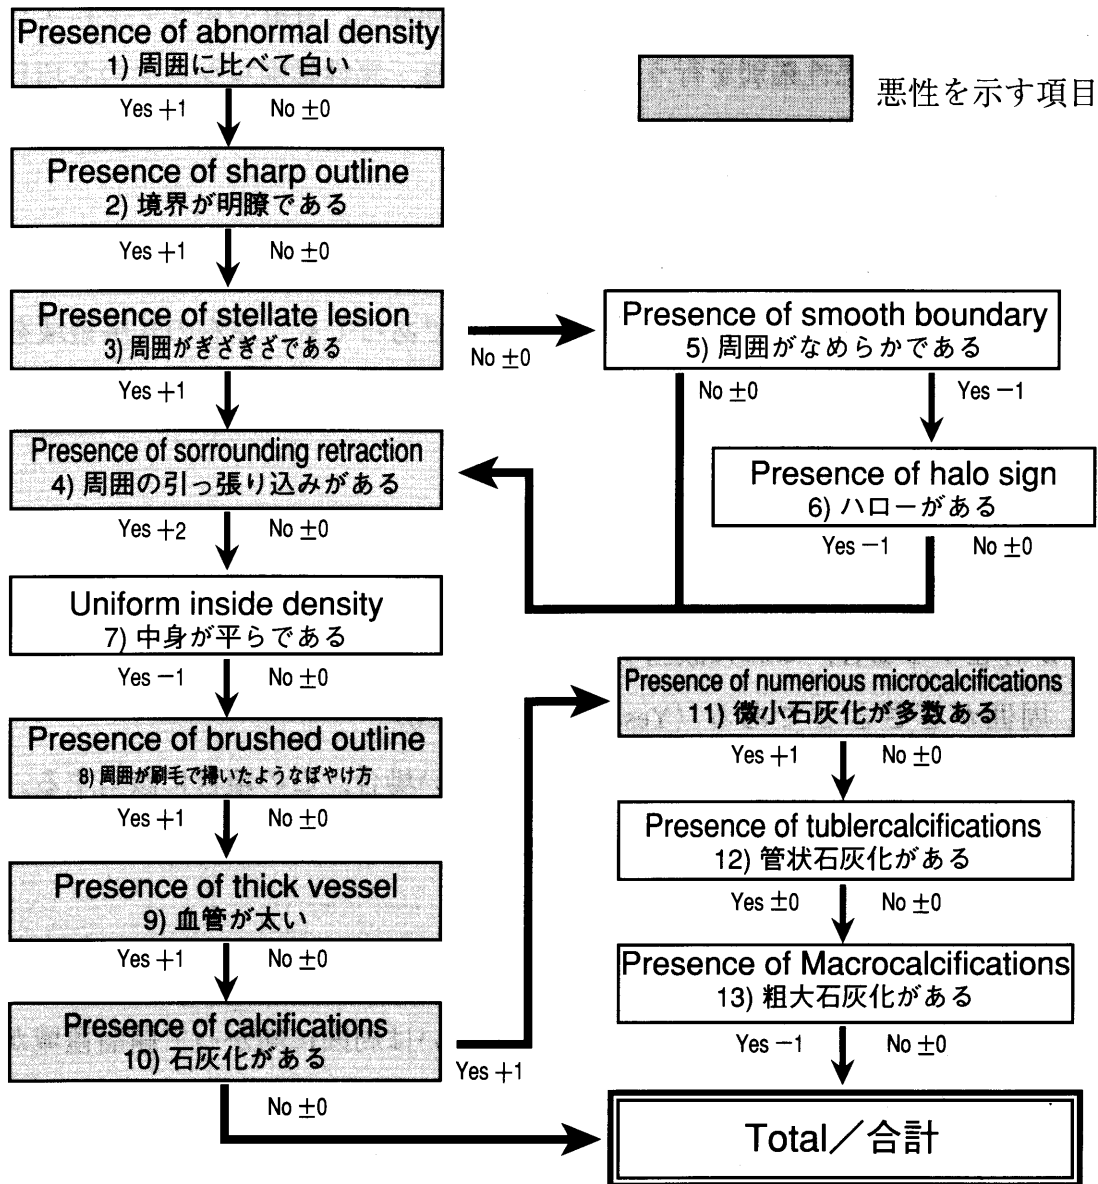 Presence of abnormal density
1) 周囲に比べて白い
Yes +1 No ±0
悪性を示す項目
Presence of sharp outline
2) 境界が明瞭である
Yes +1 No ±0
Presence of stellate lesion
3) 周囲がぎざぎざである
No ±0
Yes +1
Presence of smooth boundary
5) 周囲がなめらかである
No ±0 Yes −1
Presence of sorrounding retraction
4) 周囲の引っ張り込みがある
Yes +2 No ±0
Presence of halo sign
6) ハローがある
Yes −1 No ±0
Uniform inside density
7) 中身が平らである
Yes −1 No ±0
Presence of brushed outline
8) 周囲が刷毛で掃いたようなぼやけ方
Yes +1 No ±0
Presence of thick vessel
9) 血管が太い
Yes +1 No ±0
Presence of calcifications
10) 石灰化がある
Yes +1
No ±0
Presence of numerious microcalcifications
11) 微小石灰化が多数ある
Yes +1 No ±0
Presence of tublercalcifications
12) 管状石灰化がある
Yes ±0 No ±0
Presence of Macrocalcifications
13) 粗大石灰化がある
Yes −1 No ±0
Total／合計